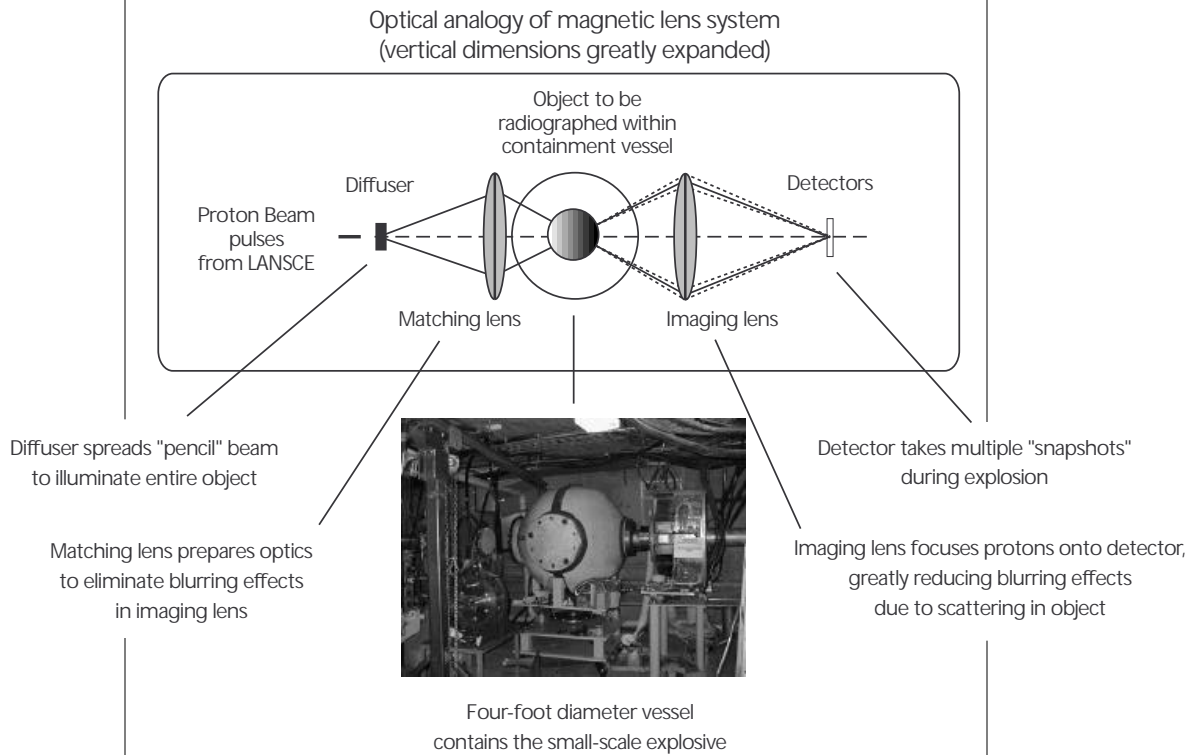 Optical analogy of magnetic lens system
(vertical dimensions greatly expanded)
Object to be
radiographed within
containment vessel
Diffuser
Detectors
Proton Beam
pulses
from LANSCE
Matching lens
Imaging lens
Diffuser spreads "pencil" beam
to illuminate entire object
Detector takes multiple "snapshots"
during explosion
Matching lens prepares optics
to eliminate blurring effects
in imaging lens
Imaging lens focuses protons onto detector,
greatly reducing blurring effects
due to scattering in object
Four-foot diameter vessel
contains the small-scale explosive